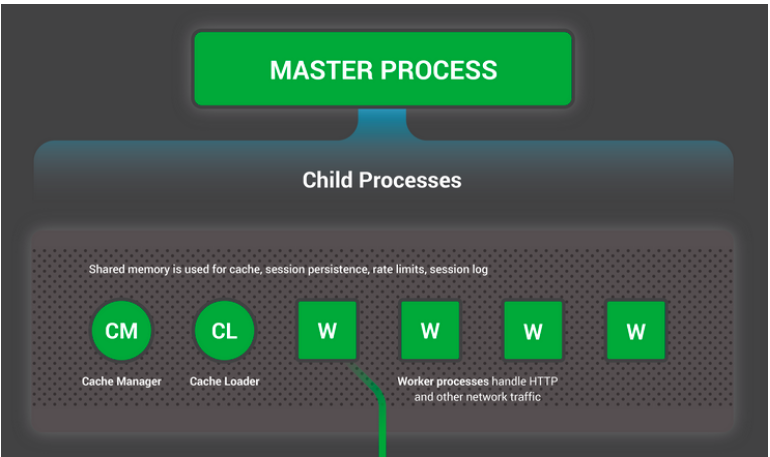 MASTER PROCESS
Child Processes
Shared memory is used for cache, session persistence, rate limits, session log
CM
CL
W
W
W
W
Cache Manager
Cache Loader
Worker processes handle HTTP
and other network traffic